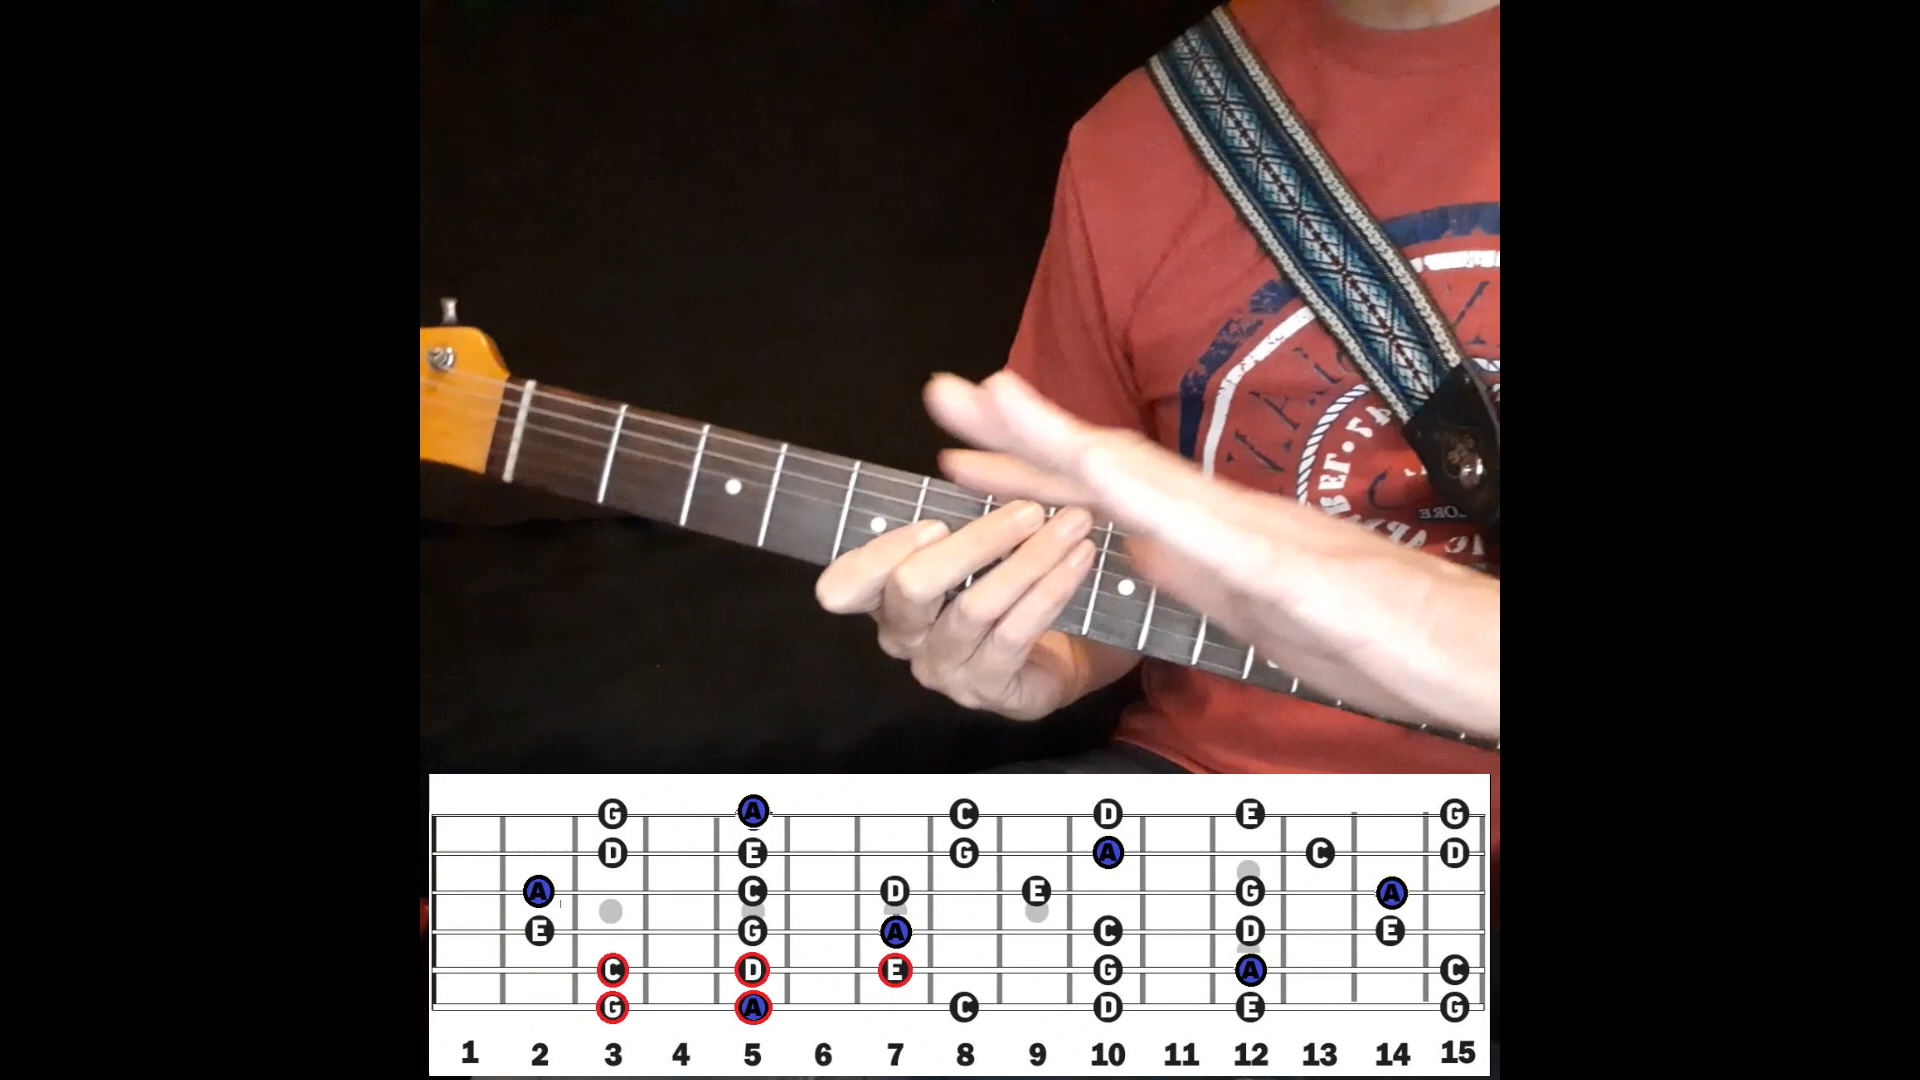 G A C D E G
D E G A C D
A C D E G A
E G A C D E
C D E G A C
G A C D E G
1 2 3 4 5 6 7 8 9 10 11 12 13 14 15